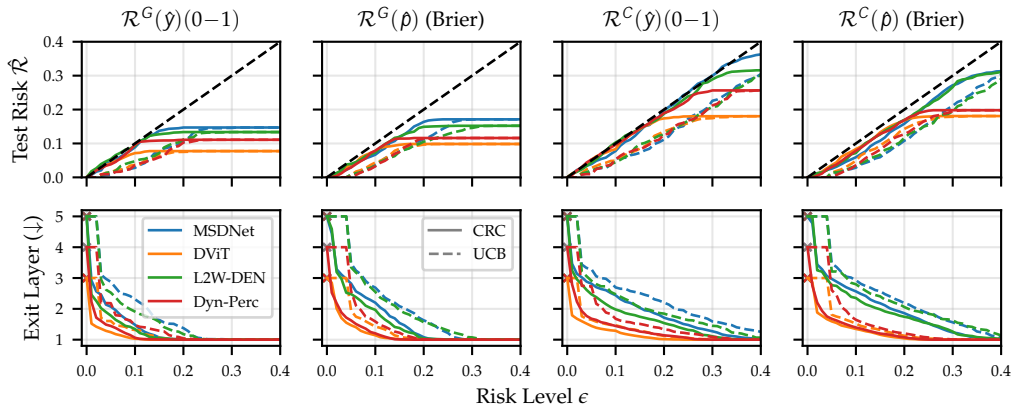 R^G(ŷ)(0−1)
R^G(p̂) (Brier)
R^C(ŷ)(0−1)
R^C(p̂) (Brier)
Test Risk R̂
0.4
0.3
0.2
0.1
0.0
Exit Layer (↓)
5
4
3
2
1
MSDNet
DViT
L2W-DEN
Dyn-Perc
CRC
UCB
0.0 0.1 0.2 0.3 0.4
0.0 0.1 0.2 0.3 0.4
0.0 0.1 0.2 0.3 0.4
0.0 0.1 0.2 0.3 0.4
Risk Level ϵ